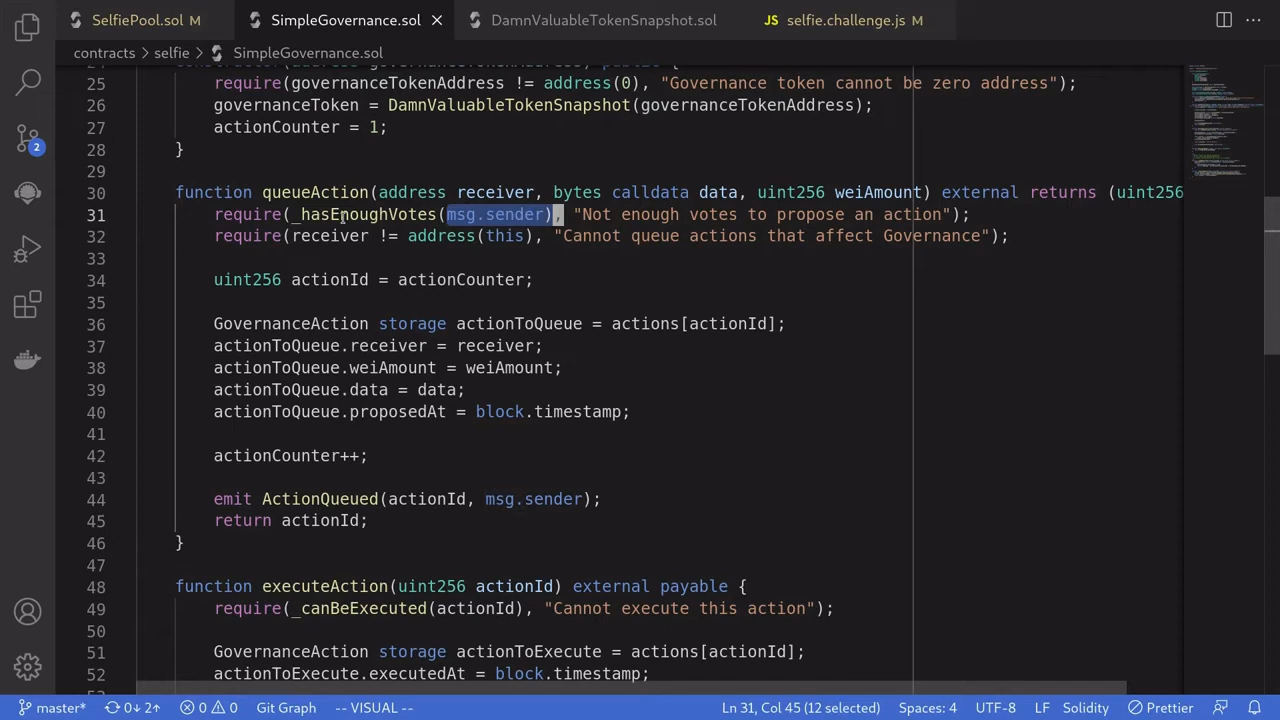 SelfiePool.sol M
SimpleGovernance.sol
DamnValuableTokenSnapshot.sol
JS selfie.challenge.js M
contracts > selfie > SimpleGovernance.sol
25 require(governanceTokenAddress != address(0), "Governance token cannot be zero address");
26 governanceToken = DamnValuableTokenSnapshot(governanceTokenAddress);
27 actionCounter = 1;
28 }
29
30 function queueAction(address receiver, bytes calldata data, uint256 weiAmount) external returns (uint256
31 require(_hasEnoughVotes(msg.sender), "Not enough votes to propose an action");
32 require(receiver != address(this), "Cannot queue actions that affect Governance");
33
34 uint256 actionId = actionCounter;
35
36 GovernanceAction storage actionToQueue = actions[actionId];
37 actionToQueue.receiver = receiver;
38 actionToQueue.weiAmount = weiAmount;
39 actionToQueue.data = data;
40 actionToQueue.proposedAt = block.timestamp;
41
42 actionCounter++;
43
44 emit ActionQueued(actionId, msg.sender);
45 return actionId;
46 }
47
48 function executeAction(uint256 actionId) external payable {
49 require(_canBeExecuted(actionId), "Cannot execute this action");
50
51 GovernanceAction storage actionToExecute = actions[actionId];
52 actionToExecute.executedAt = block.timestamp;
2
master* 0↓ 2↑ 0 0 Git Graph -- VISUAL -- Ln 31, Col 45 (12 selected) Spaces: 4 UTF-8 LF Solidity Prettier